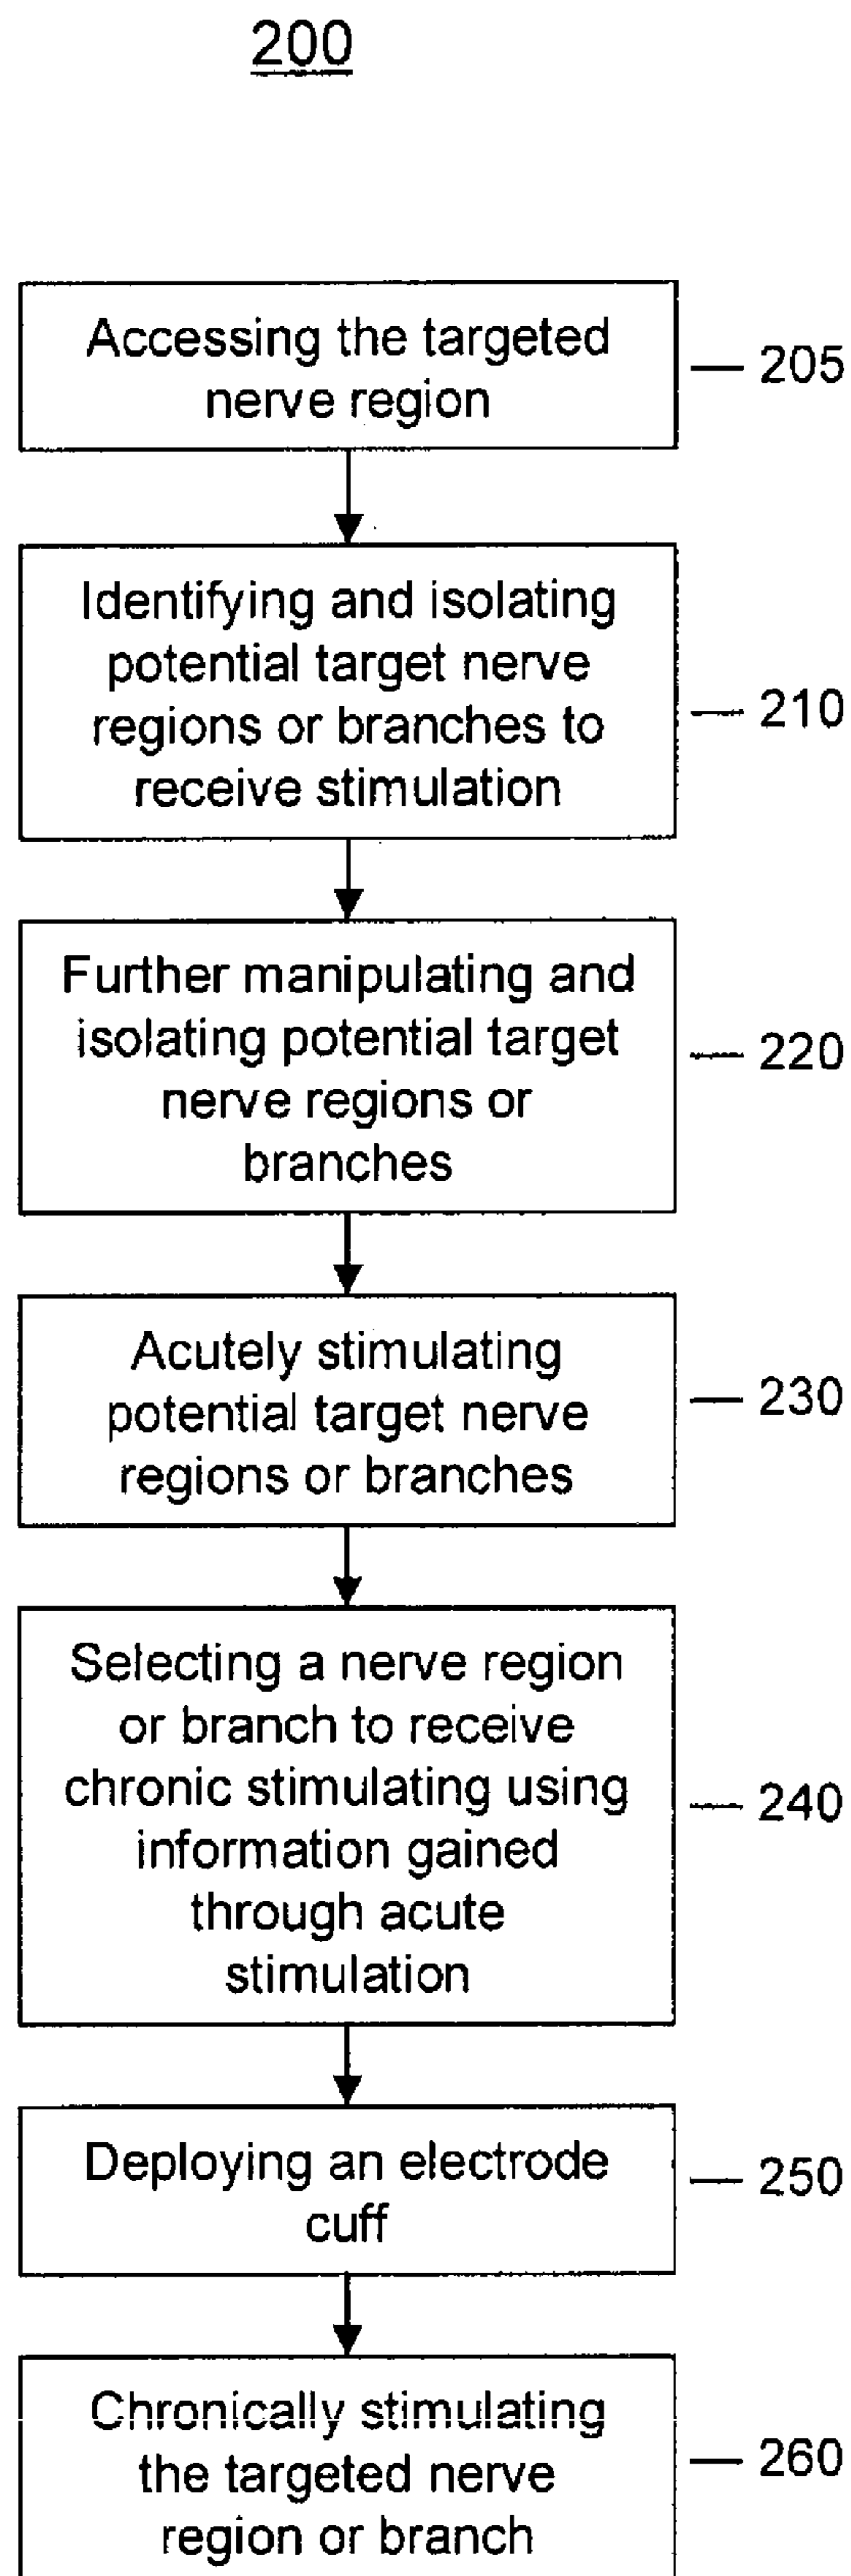 200
Accessing the targeted
nerve region
205
Identifying and isolating
potential target nerve
regions or branches to
receive stimulation
210
Further manipulating and
isolating potential target
nerve regions or
branches
220
Acutely stimulating
potential target nerve
regions or branches
230
Selecting a nerve region
or branch to receive
chronic stimulating using
information gained
through acute
stimulation
240
Deploying an electrode
cuff
250
Chronically stimulating
the targeted nerve
region or branch
260